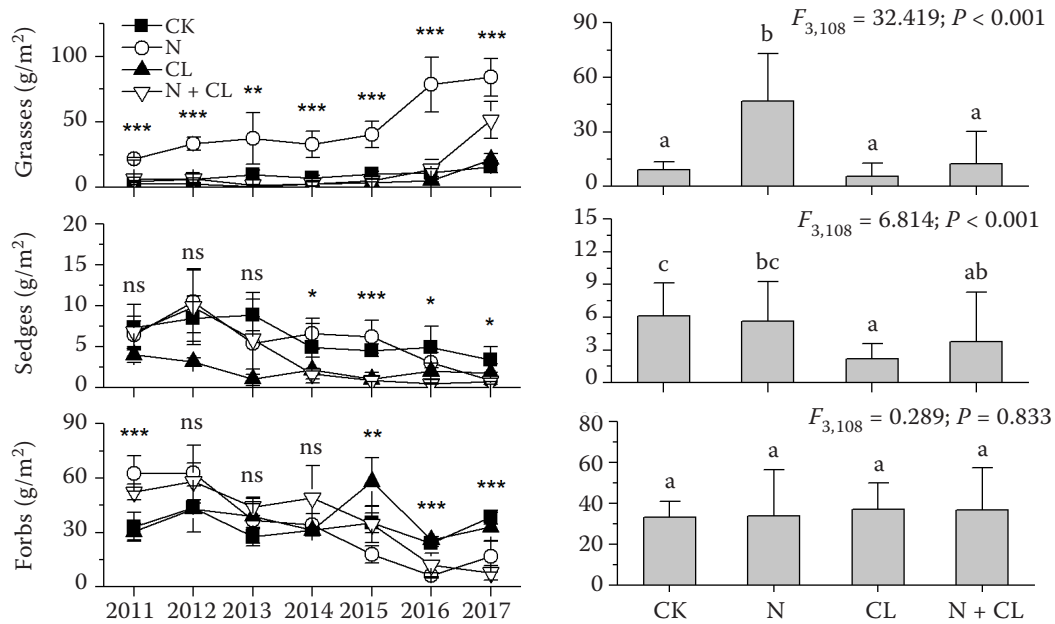 Grasses (g/m²)
100
50
0
CK
N
CL
N + CL
***
***
**
***
***
***
***
90
60
30
0
F3,108 = 32.419; P < 0.001
a
b
a
a
Sedges (g/m²)
20
15
10
5
0
ns
ns
ns
*
***
*
*
15
12
9
6
3
0
F3,108 = 6.814; P < 0.001
c
bc
a
ab
Forbs (g/m²)
90
60
30
0
***
ns
ns
ns
**
***
***
2011 2012 2013 2014 2015 2016 2017
80
60
40
20
0
F3,108 = 0.289; P = 0.833
a
a
a
a
CK N CL N + CL